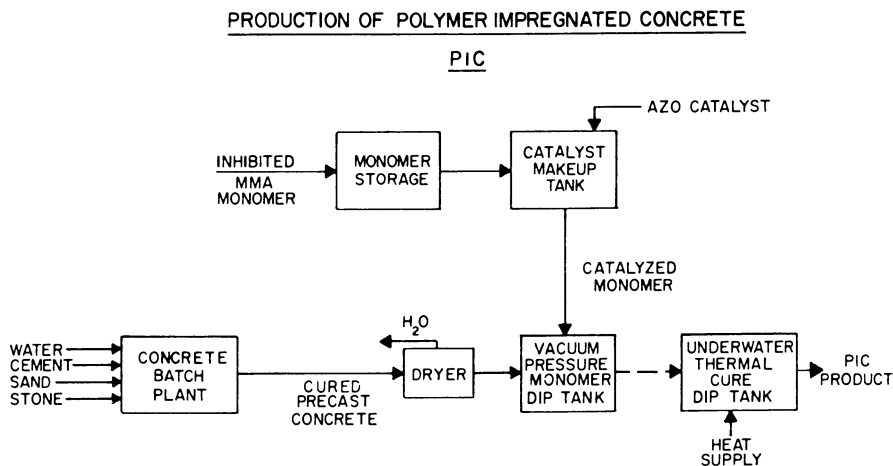 PRODUCTION OF POLYMER IMPREGNATED CONCRETE
PIC
AZO CATALYST
INHIBITED
MMA
MONOMER
MONOMER
STORAGE
CATALYST
MAKEUP
TANK
CATALYZED
MONOMER
WATER
CEMENT
SAND
STONE
CONCRETE
BATCH
PLANT
CURED
PRECAST
CONCRETE
H2O
DRYER
VACUUM
PRESSURE
MONOMER
DIP TANK
UNDERWATER
THERMAL
CURE
DIP TANK
HEAT
SUPPLY
PIC
PRODUCT